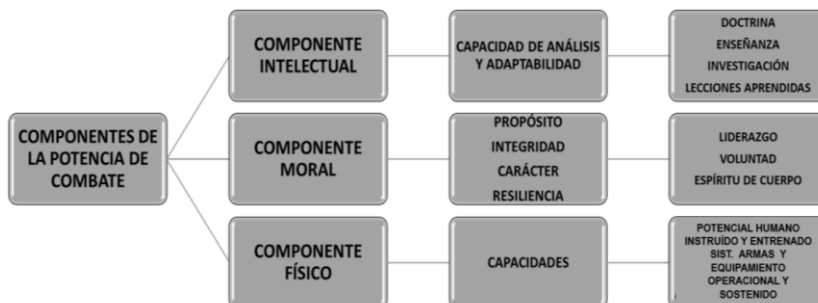 COMPONENTES DE
LA POTENCIA DE
COMBATE
COMPONENTE
INTELECTUAL
CAPACIDAD DE ANÁLISIS
Y ADAPTABILIDAD
DOCTRINA
ENSEÑANZA
INVESTIGACIÓN
LECCIONES APRENDIDAS
COMPONENTE
MORAL
PROPÓSITO
INTEGRIDAD
CARÁCTER
RESILIENCIA
LIDERAZGO
VOLUNTAD
ESPÍRITU DE CUERPO
COMPONENTE
FÍSICO
CAPACIDADES
POTENCIAL HUMANO
INSTRUÍDO Y ENTRENADO
SIST. ARMAS Y
EQUIPAMIENTO
OPERACIONAL Y
SOSTENIDO